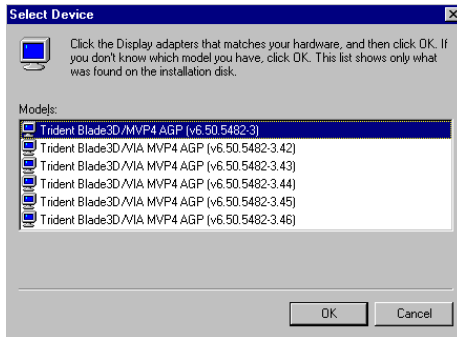 Select Device
Click the Display adapters that matches your hardware, and then click OK. If
you don't know which model you have, click OK. This list shows only what
was found on the installation disk.
Models:
Trident Blade3D/MVP4 AGP (v6.50.5482-3)
Trident Blade3D/VIA MVP4 AGP (v6.50.5482-3.42)
Trident Blade3D/VIA MVP4 AGP (v6.50.5482-3.43)
Trident Blade3D/VIA MVP4 AGP (v6.50.5482-3.44)
Trident Blade3D/VIA MVP4 AGP (v6.50.5482-3.45)
Trident Blade3D/VIA MVP4 AGP (v6.50.5482-3.46)
OK
Cancel